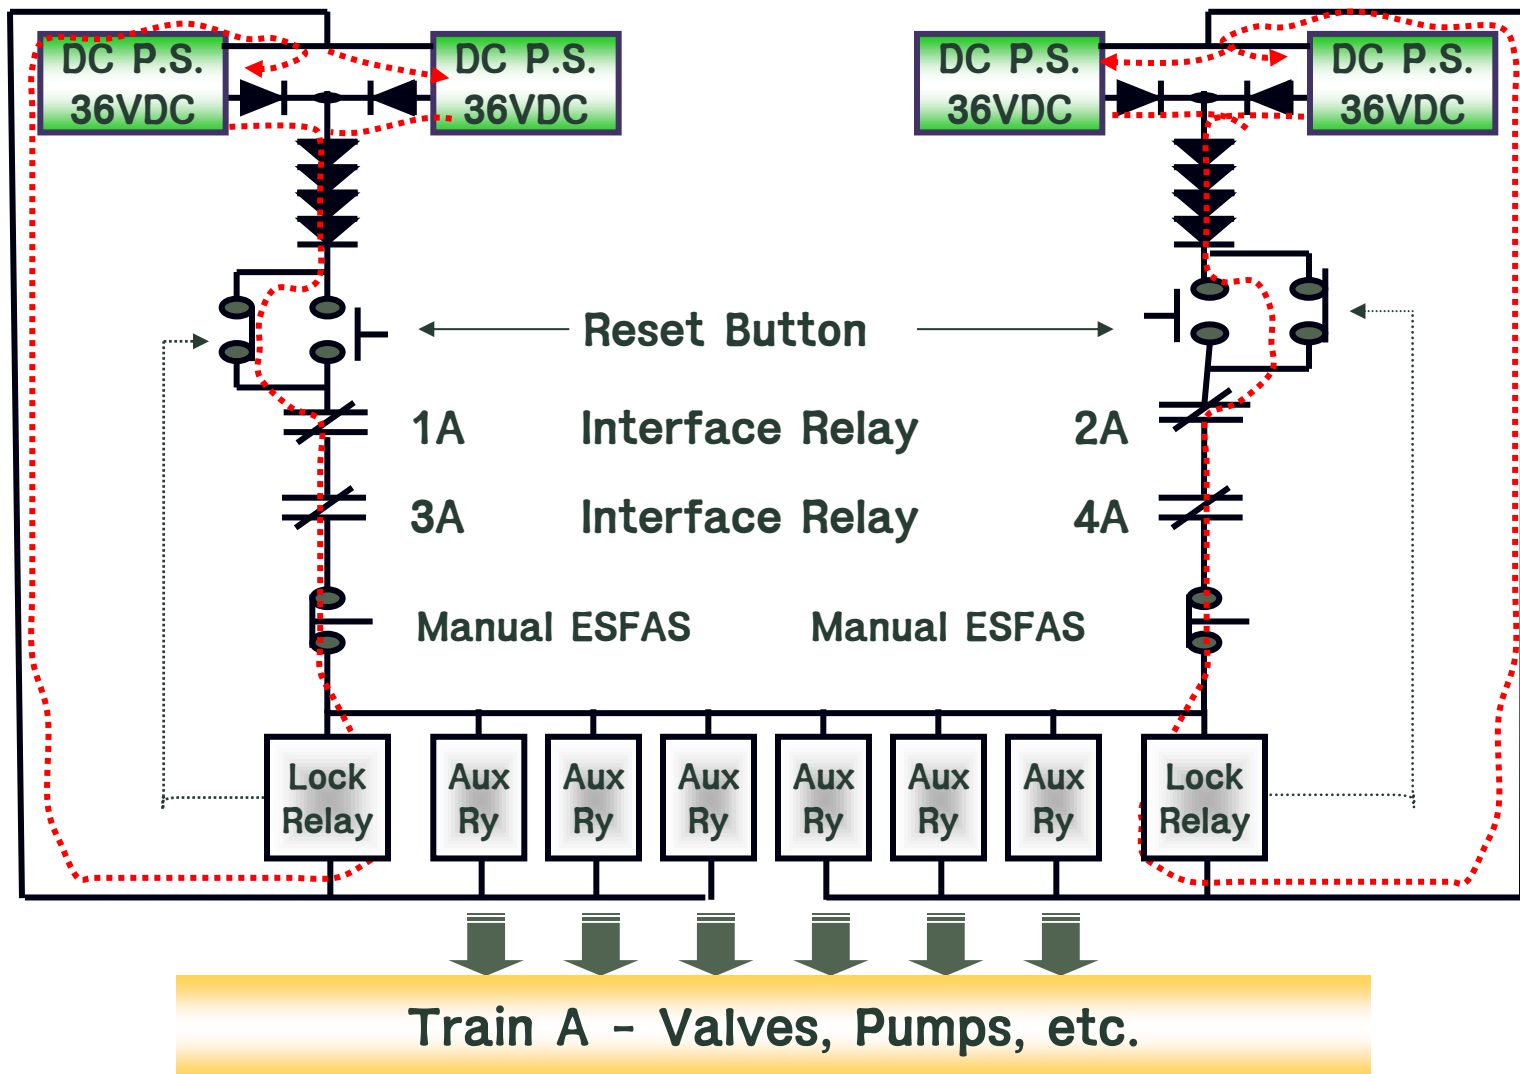 DC P.S.
36VDC
DC P.S.
36VDC
DC P.S.
36VDC
DC P.S.
36VDC
Reset Button
1A Interface Relay 2A
3A Interface Relay 4A
Manual ESFAS Manual ESFAS
Lock
Relay
Aux
Ry
Aux
Ry
Aux
Ry
Aux
Ry
Aux
Ry
Aux
Ry
Lock
Relay
Train A - Valves, Pumps, etc.